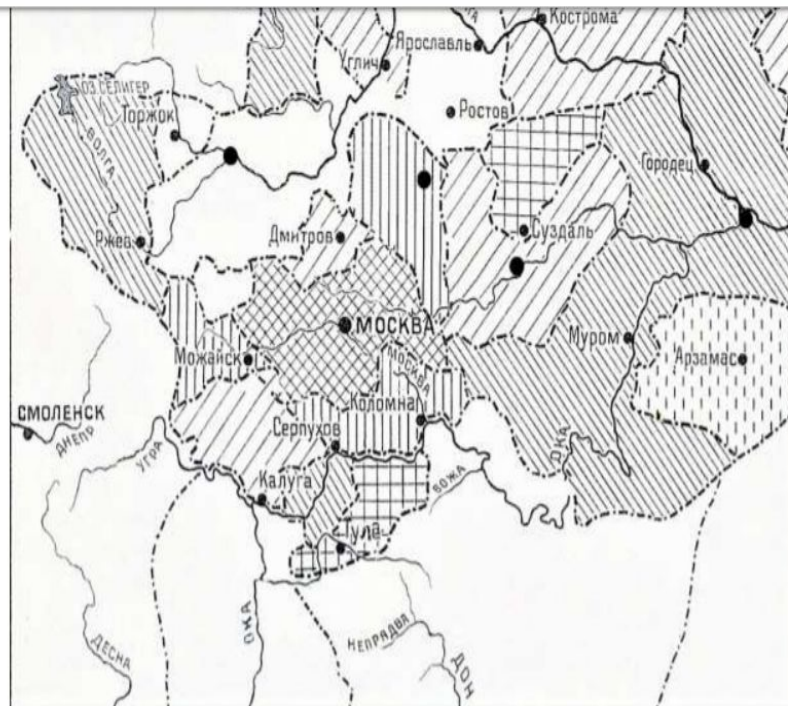 Кострома
Ярославль
Углич
ОЗ. СЕЛИГЕР
Торжок
Ростов
ВОЛГА
Городец
Ржев
Дмитров
Суздаль
МОСКВА
Муром
Можайск
МОСКВА
Арзамас
СМОЛЕНСК
Коломна
ДНЕПР
Серпухов
УГРА
ОКА
Калуга
ВОЖА
Тула
ОКА
НЕПРЯДВА
ДЕСНА
ДОН